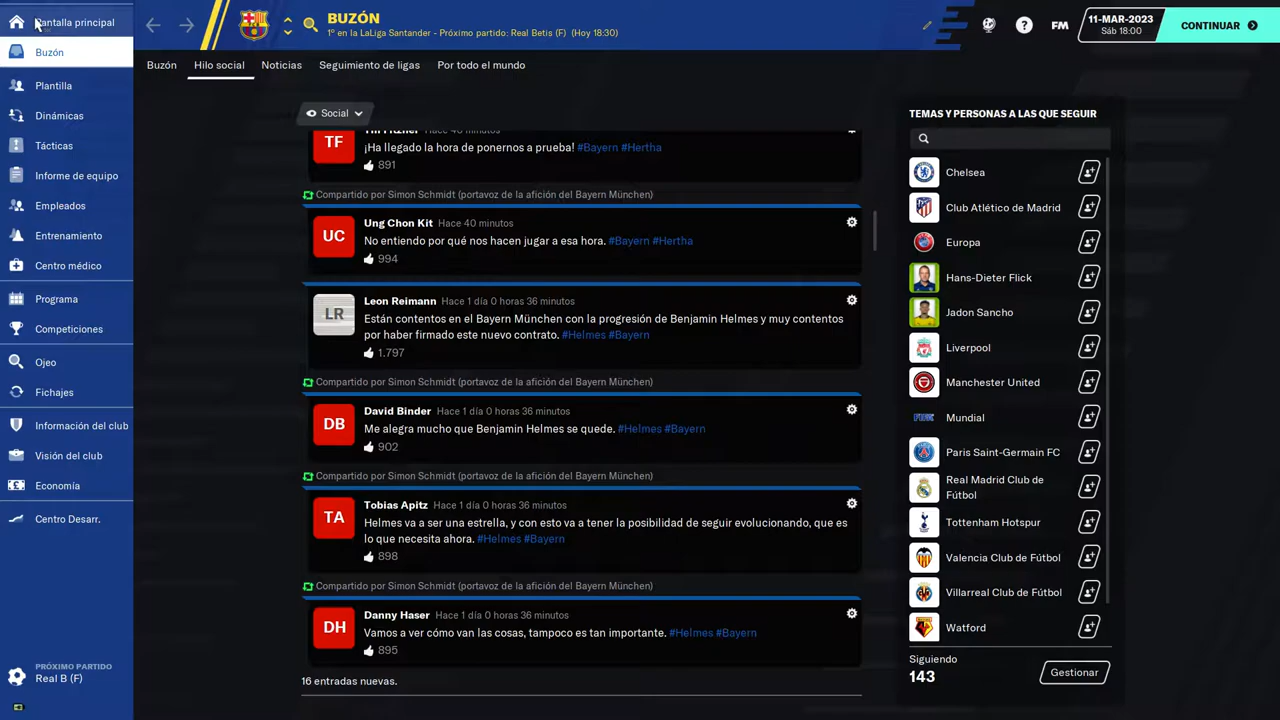 Pantalla principal
Buzón
Plantilla
Dinámicas
Tácticas
Informe de equipo
Empleados
Entrenamiento
Centro médico
Programa
Competiciones
Ojeo
Fichajes
Información del club
Visión del club
Economía
Centro Desarr.
PRÓXIMO PARTIDO
Real B (F)
BUZÓN
1º en la LaLiga Santander - Próximo partido: Real Betis (F) (Hoy 18:30)
FM
11-MAR-2023
Sáb 18:00
CONTINUAR
Buzón
Hilo social
Noticias
Seguimiento de ligas
Por todo el mundo
Social
TF
¡Ha llegado la hora de ponernos a prueba! #Bayern #Hertha
891
Compartido por Simon Schmidt (portavoz de la afición del Bayern München)
UC
Ung Chon Kit Hace 40 minutos
No entiendo por qué nos hacen jugar a esa hora. #Bayern #Hertha
994
LR
Leon Reimann Hace 1 día 0 horas 36 minutos
Están contentos en el Bayern München con la progresión de Benjamin Helmes y muy contentos
por haber firmado este nuevo contrato. #Helmes #Bayern
1.797
Compartido por Simon Schmidt (portavoz de la afición del Bayern München)
DB
David Binder Hace 1 día 0 horas 36 minutos
Me alegra mucho que Benjamin Helmes se quede. #Helmes #Bayern
902
Compartido por Simon Schmidt (portavoz de la afición del Bayern München)
TA
Tobias Apitz Hace 1 día 0 horas 36 minutos
Helmes va a ser una estrella, y con esto va a tener la posibilidad de seguir evolucionando, que es
lo que necesita ahora. #Helmes #Bayern
898
Compartido por Simon Schmidt (portavoz de la afición del Bayern München)
DH
Danny Haser Hace 1 día 0 horas 36 minutos
Vamos a ver cómo van las cosas, tampoco es tan importante. #Helmes #Bayern
895
16 entradas nuevas.
TEMAS Y PERSONAS A LAS QUE SEGUIR
Chelsea
Club Atlético de Madrid
Europa
Hans-Dieter Flick
Jadon Sancho
Liverpool
Manchester United
Mundial
Paris Saint-Germain FC
Real Madrid Club de
Fútbol
Tottenham Hotspur
Valencia Club de Fútbol
Villarreal Club de Fútbol
Watford
Siguiendo
143
Gestionar